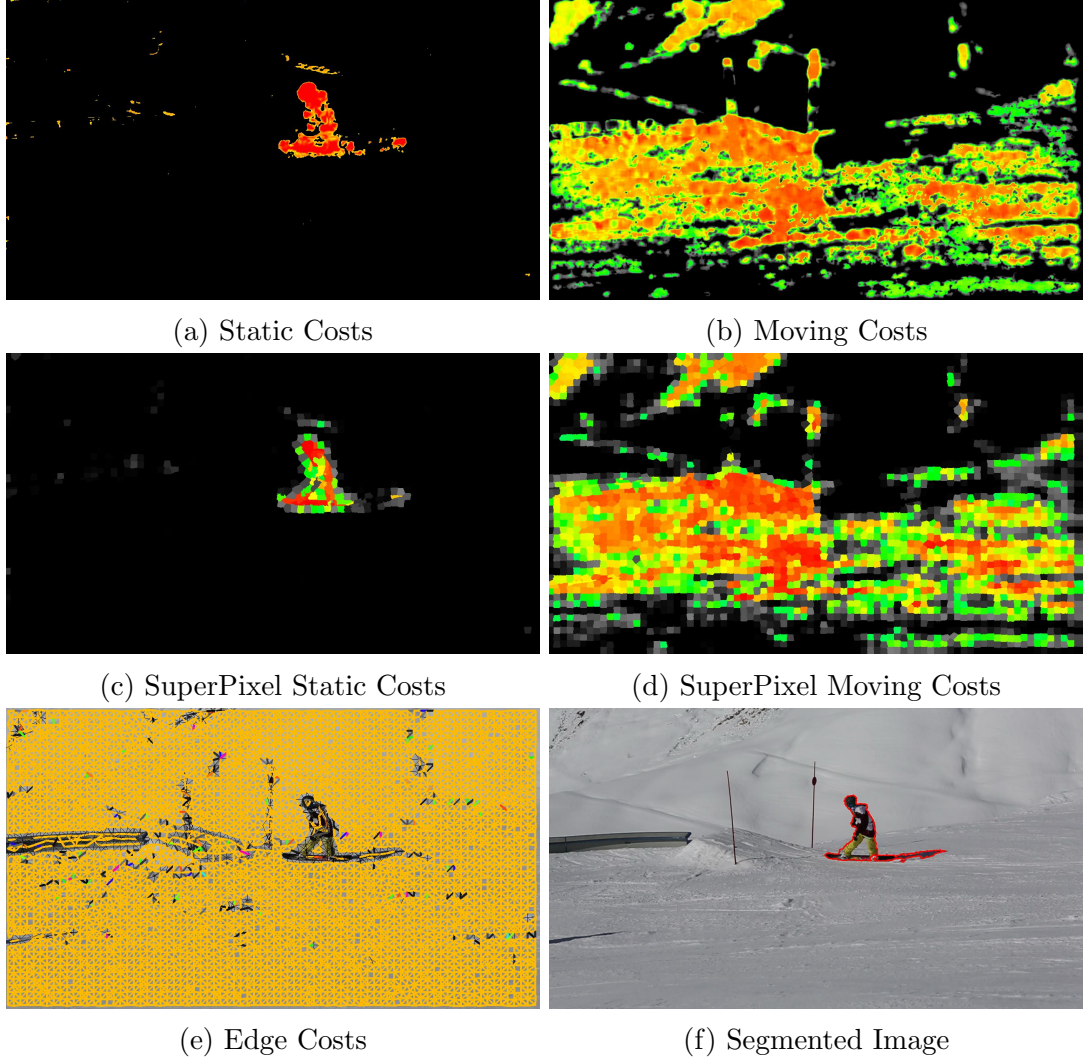 (a) Static Costs
(b) Moving Costs
(c) SuperPixel Static Costs
(d) SuperPixel Moving Costs
(e) Edge Costs
(f) Segmented Image